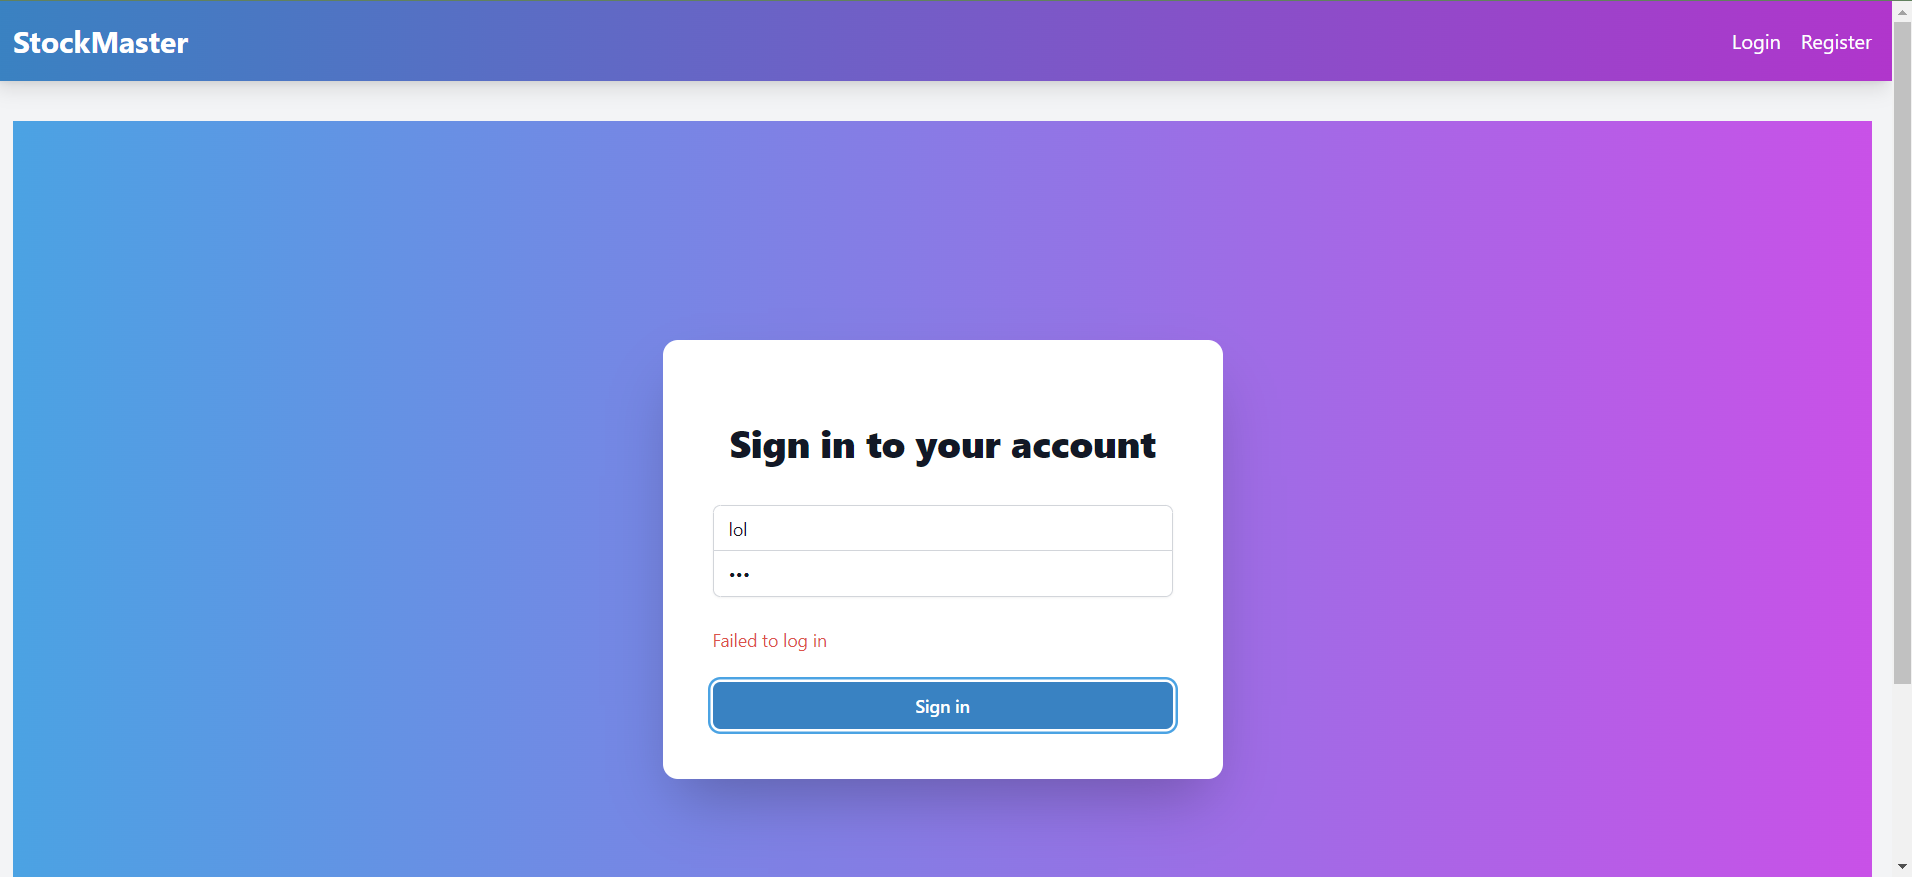 StockMaster
Login Register
Sign in to your account
lol
•••
Failed to log in
Sign in